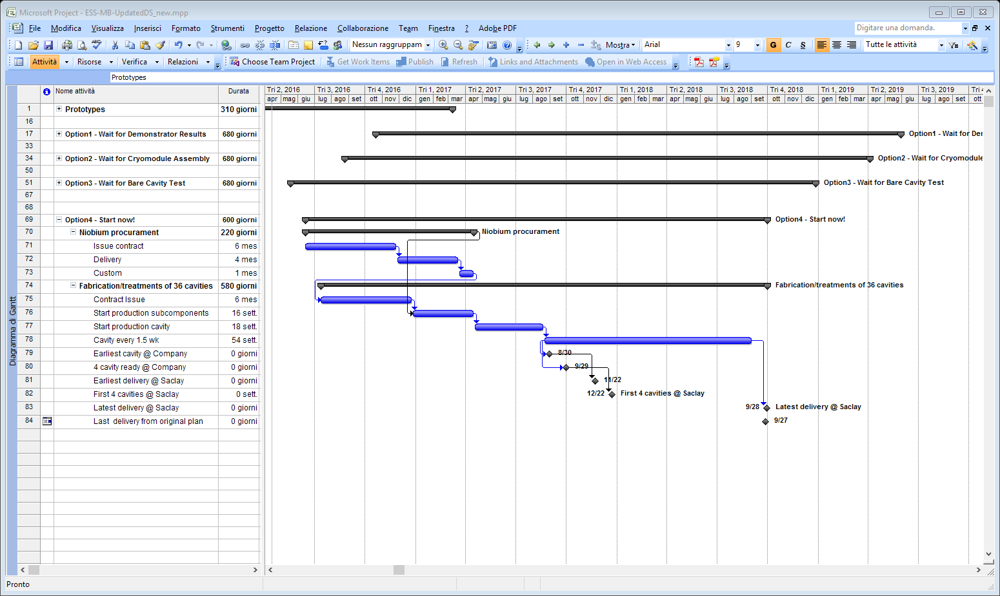 Microsoft Project - ESS-MB-UpdatedDS_new.mpp
File Modifica Visualizza Inserisci Formato Strumenti Progetto Relazione Collaborazione Team Finestra ? Adobe PDF Digitare una domanda.
Nessun raggruppam Mostra Arial 9 G C S Tutte le attività
Attività Risorse Verifica Relazioni Choose Team Project Get Work Items Publish Refresh Links and Attachments Open in Web Access
Prototypes
Nome attività Durata
Tri 2, 2016 Tri 3, 2016 Tri 4, 2016 Tri 1, 2017 Tri 2, 2017 Tri 3, 2017 Tri 4, 2017 Tri 1, 2018 Tri 2, 2018 Tri 3, 2018 Tri 4, 2018 Tri 1, 2019 Tri 2, 2019 Tri 3, 2019 Tri 4
apr mag giu lug ago set ott nov dic gen feb mar apr mag giu lug ago set ott nov dic gen feb mar apr mag giu lug ago set ott nov dic gen feb mar apr mag giu lug ago set ott
1 Prototypes 310 giorni
16
17 Option1 - Wait for Demonstrator Results 680 giorni Option1 - Wait for Der
33
34 Option2 - Wait for Cryomodule Assembly 680 giorni Option2 - Wait for Cryomodule
50
51 Option3 - Wait for Bare Cavity Test 680 giorni Option3 - Wait for Bare Cavity Test
67
68
69 Option4 - Start now! 600 giorni Option4 - Start now!
70 Niobium procurament 220 giorni Niobium procurament
71 Issue contract 6 mes
72 Delivery 4 mes
73 Custom 1 mes
74 Fabrication/treatments of 36 cavities 580 giorni Fabrication/treatments of 36 cavities
75 Contract Issue 6 mes
76 Start production subcomponents 16 sett.
77 Start production cavity 18 sett.
78 Cavity every 1.5 wk 54 sett.
79 Earliest cavity @ Company 0 giorni 8/30
80 4 cavity ready @ Company 0 giorni 9/29
81 Earliest delivery @ Saclay 0 giorni 11/22
82 First 4 cavities @ Saclay 0 sett. 12/22 First 4 cavities @ Saclay
83 Latest delivery @ Saclay 0 giorni 9/28 Latest delivery @ Saclay
84 Last delivery from original plan 0 giorni 9/27
Diagramma di Gantt
Pronto